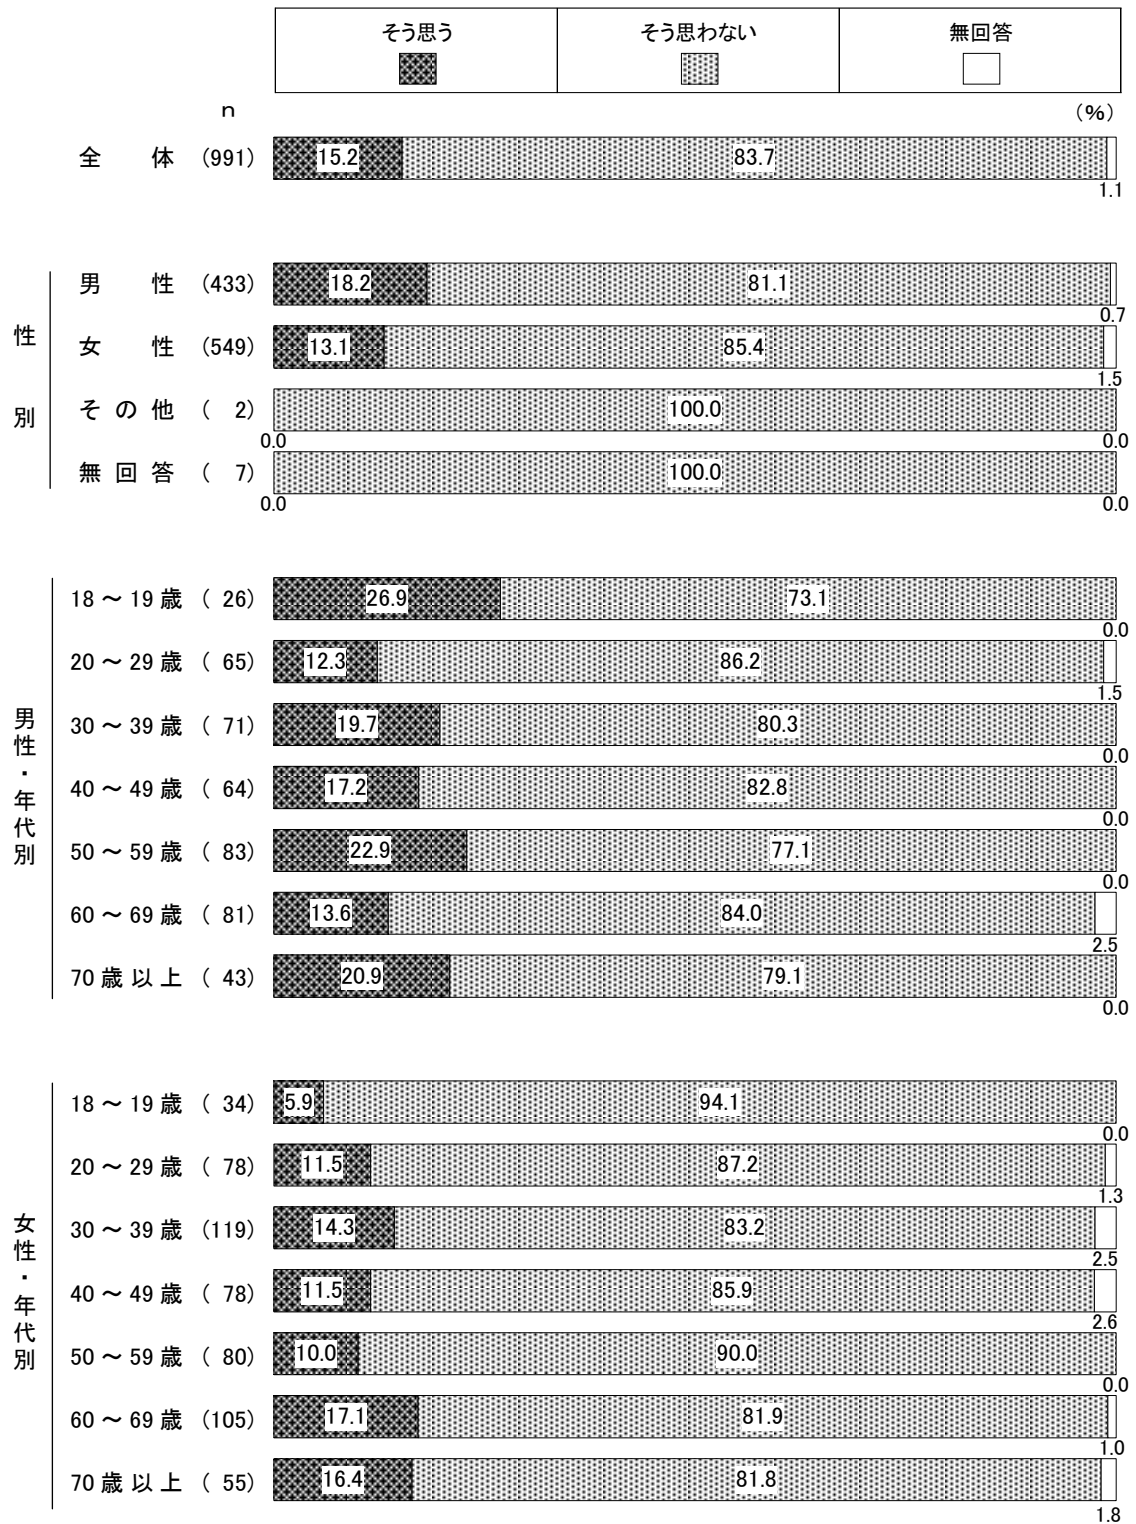 そう思う そう思わない 無回答
n (%)
全 体 (991) 15.2 83.7
1.1
男 性 (433) 18.2 81.1
0.7
性 女 性 (549) 13.1 85.4
1.5
別 その他 ( 2) 100.0
0.0 0.0
無回答 ( 7) 100.0
0.0 0.0
男性・年代別
18～19歳 ( 26) 26.9 73.1
0.0
20～29歳 ( 65) 12.3 86.2
1.5
30～39歳 ( 71) 19.7 80.3
0.0
40～49歳 ( 64) 17.2 82.8
0.0
50～59歳 ( 83) 22.9 77.1
0.0
60～69歳 ( 81) 13.6 84.0
2.5
70歳以上 ( 43) 20.9 79.1
0.0
女性・年代別
18～19歳 ( 34) 5.9 94.1
0.0
20～29歳 ( 78) 11.5 87.2
1.3
30～39歳 (119) 14.3 83.2
2.5
40～49歳 ( 78) 11.5 85.9
2.6
50～59歳 ( 80) 10.0 90.0
0.0
60～69歳 (105) 17.1 81.9
1.0
70歳以上 ( 55) 16.4 81.8
1.8